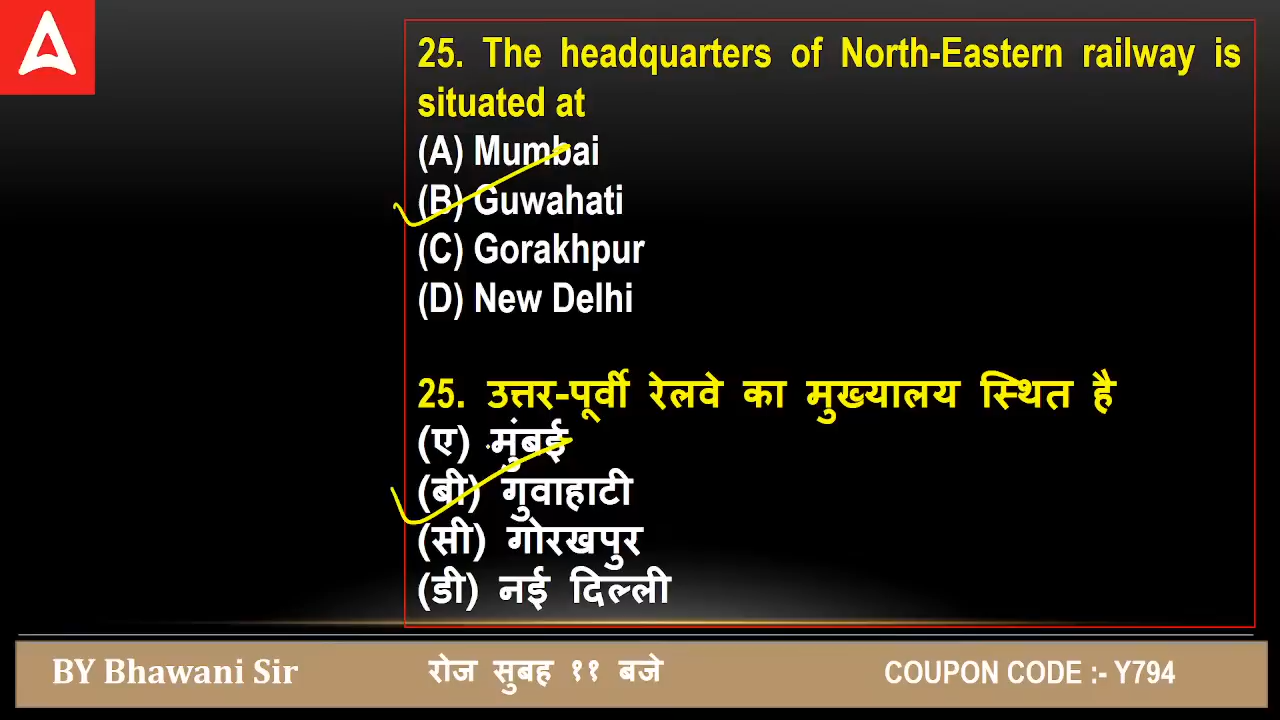 25. The headquarters of North-Eastern railway is
situated at
(A) Mumbai
(B) Guwahati
(C) Gorakhpur
(D) New Delhi
25. उत्तर-पूर्वी रेलवे का मुख्यालय स्थित है
(ए) मुंबई
(बी) गुवाहाटी
(सी) गोरखपुर
(डी) नई दिल्ली
BY Bhawani Sir रोज सुबह ११ बजे COUPON CODE :- Y794